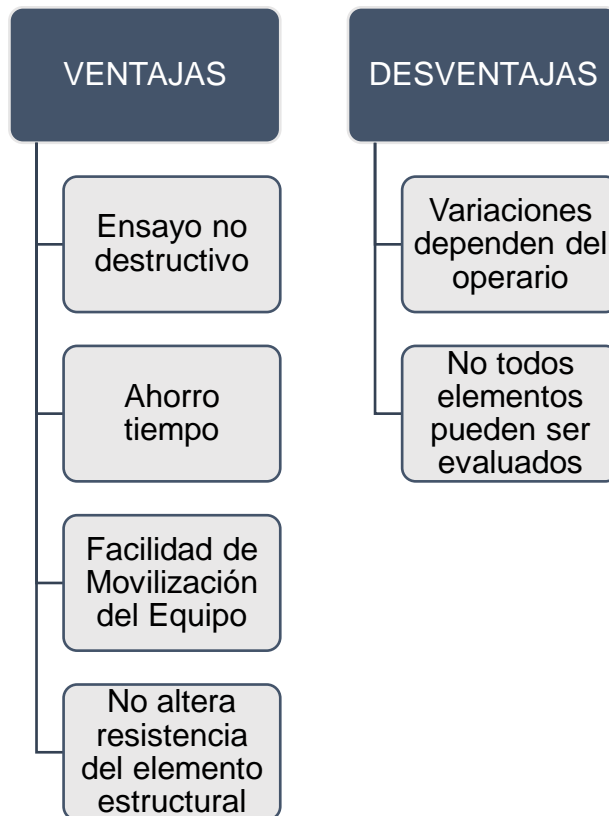 VENTAJAS
Ensayo no
destructivo
Ahorro
tiempo
Facilidad de
Movilización
del Equipo
No altera
resistencia
del elemento
estructural
DESVENTAJAS
Variaciones
dependen del
operario
No todos
elementos
pueden ser
evaluados